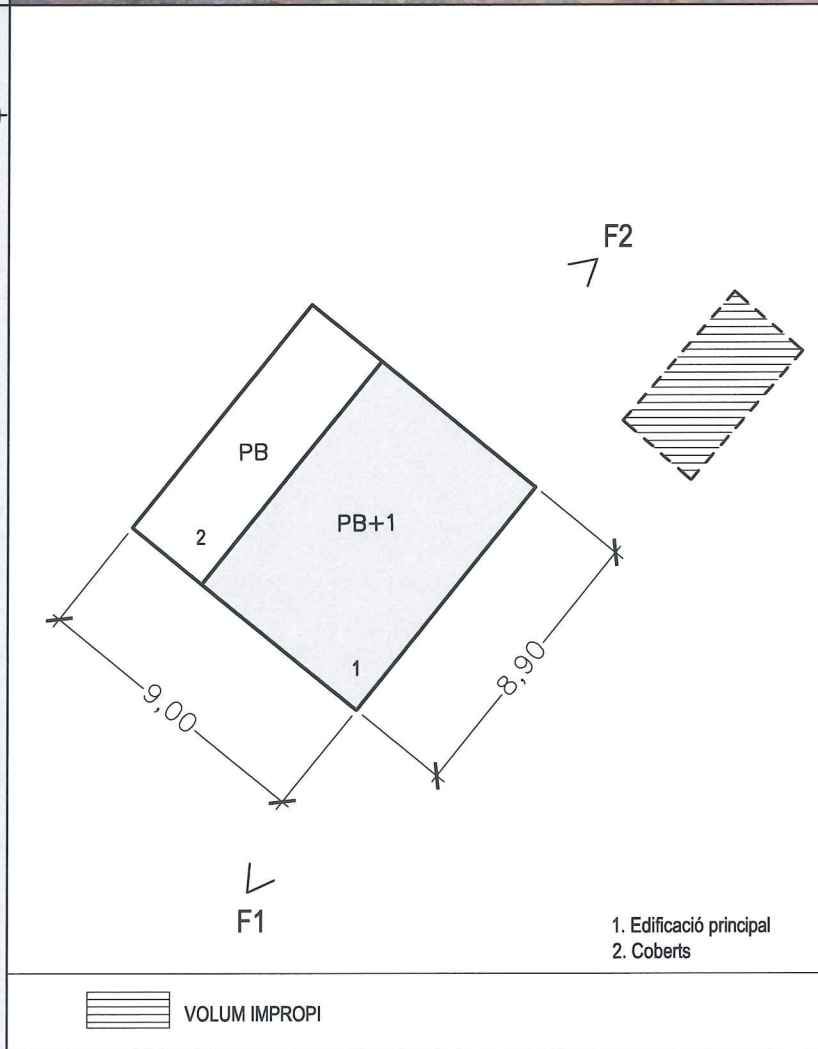 F2
PB
PB+1
2
1
8,90
9,00
F1
1. Edificació principal
2. Coberts
VOLUM IMPROPI